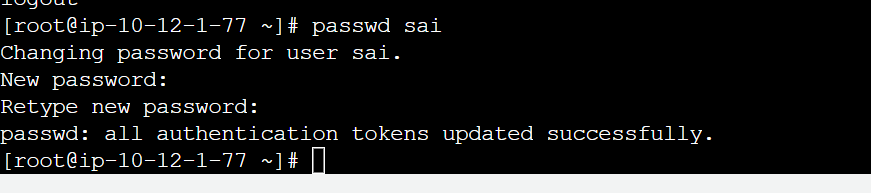 logout
[root@ip-10-12-1-77 ~]# passwd sai
Changing password for user sai.
New password:
Retype new password:
passwd: all authentication tokens updated successfully.
[root@ip-10-12-1-77 ~]#